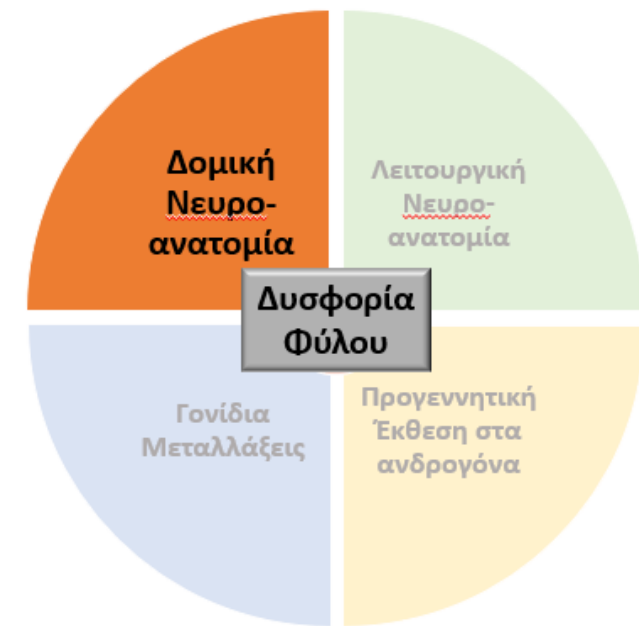 Δομική
Νευρο-
ανατομία
Λειτουργική
Νευρο-
ανατομία
Δυσφορία
Φύλου
Γονίδια
Μεταλλάξεις
Προγεννητική
Έκθεση στα
ανδρογόνα